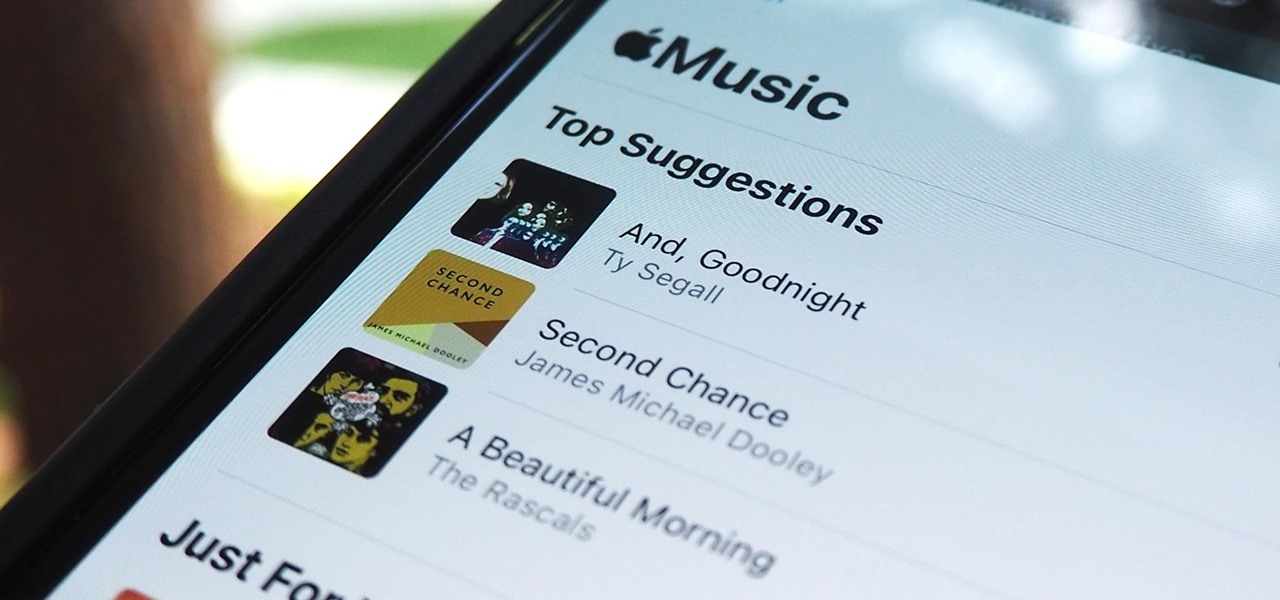 Music
Top Suggestions
And, Goodnight
Ty Segall
SECOND
CHANCE
JAMES MICHAEL DOOLEY
Second Chance
James Michael Dooley
A Beautiful Morning
The Rascals
Just For